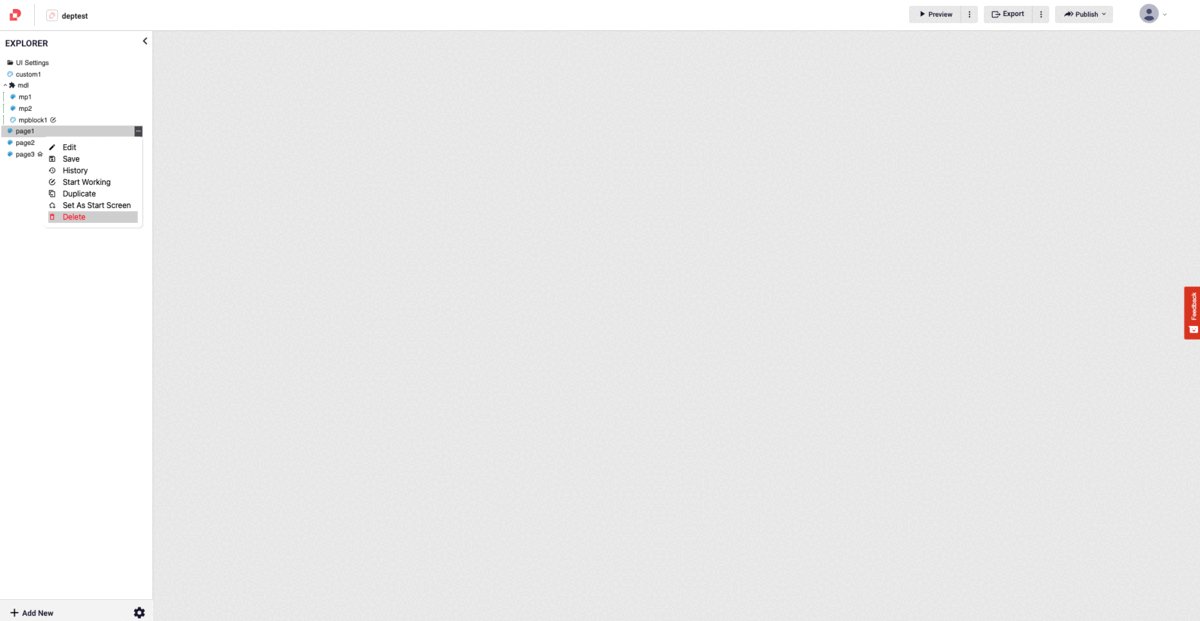 deptest
Preview
Export
Publish
EXPLORER
UI Settings
custom1
mdl
mp1
mp2
mpblock1
page1
page2
page3
Edit
Save
History
Start Working
Duplicate
Set As Start Screen
Delete
Feedback
Add New